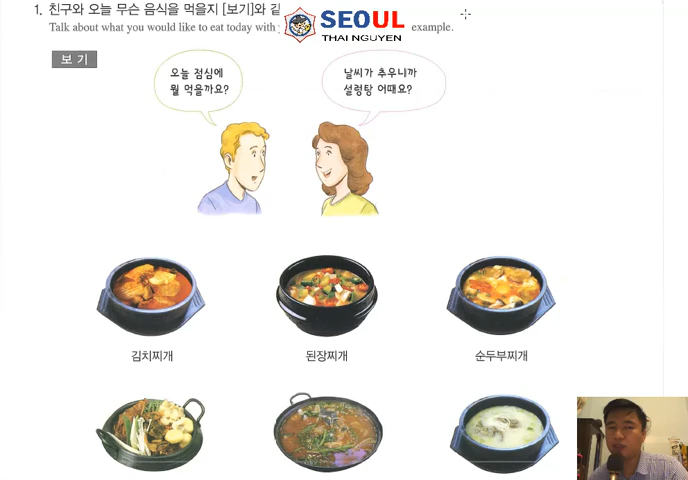 1. 친구와 오늘 무슨 음식을 먹을지 [보기]와 같
Talk about what you would like to eat today with
example.
SEOUL
THAI NGUYEN
보 기
오늘 점심에
뭘 먹을까요?
날씨가 추우니까
설렁탕 어때요?
김치찌개
된장찌개
순두부찌개